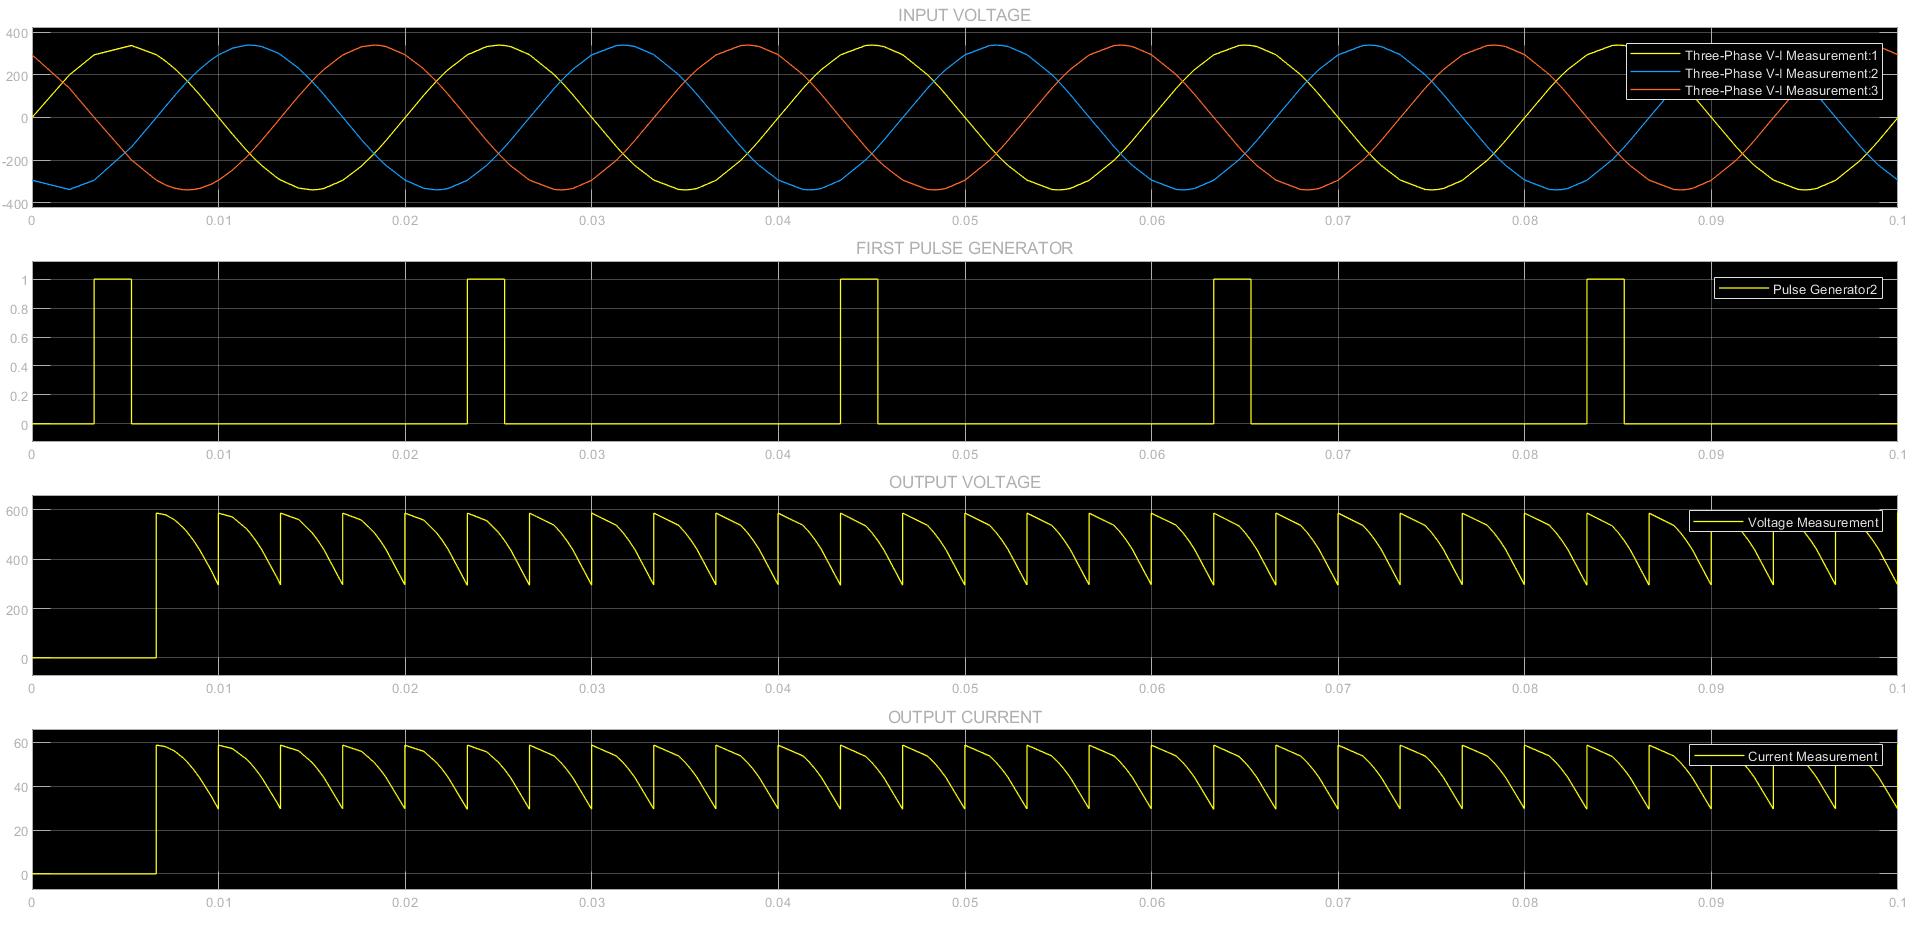 INPUT VOLTAGE
400
200
0
-200
-400
Three-Phase V-I Measurement:1
Three-Phase V-I Measurement:2
Three-Phase V-I Measurement:3
0 0.01 0.02 0.03 0.04 0.05 0.06 0.07 0.08 0.09 0.1
FIRST PULSE GENERATOR
1
0.8
0.6
0.4
0.2
0
Pulse Generator2
0 0.01 0.02 0.03 0.04 0.05 0.06 0.07 0.08 0.09 0.1
OUTPUT VOLTAGE
600
400
200
0
Voltage Measurement
0 0.01 0.02 0.03 0.04 0.05 0.06 0.07 0.08 0.09 0.1
OUTPUT CURRENT
60
40
20
0
Current Measurement
0 0.01 0.02 0.03 0.04 0.05 0.06 0.07 0.08 0.09 0.1